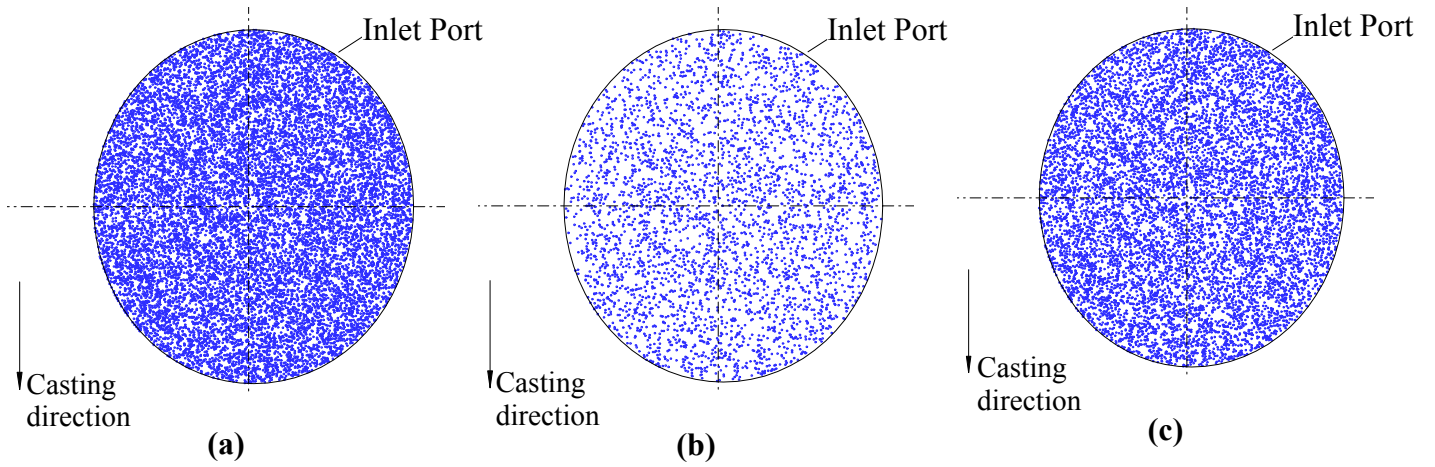 Inlet Port
Casting
direction
(a)
Inlet Port
Casting
direction
(b)
Inlet Port
Casting
direction
(c)